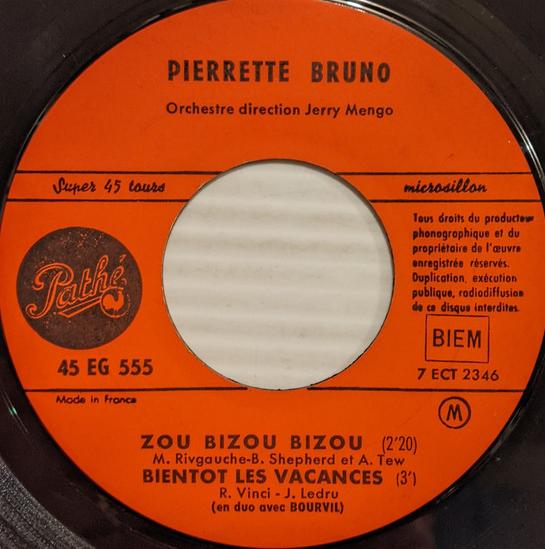 PIERRETTE BRUNO
Orchestre direction Jerry Mengo
Super 45 tours
microsillon
Tous droits du producteur
phonographique et du
propriétaire de l'œuvre
enregistrée réservés.
Duplication, exécution
publique, radiodiffusion
de ce disque interdites.
Pathé
BIEM
45 EG 555
7 ECT 2346
Made in France
M
ZOU BIZOU BIZOU (2'20)
M. Rivgauche-B. Shepherd et A. Tew
BIENTOT LES VACANCES (3')
R. Vinci - J. Ledru
(en duo avec BOURVIL)